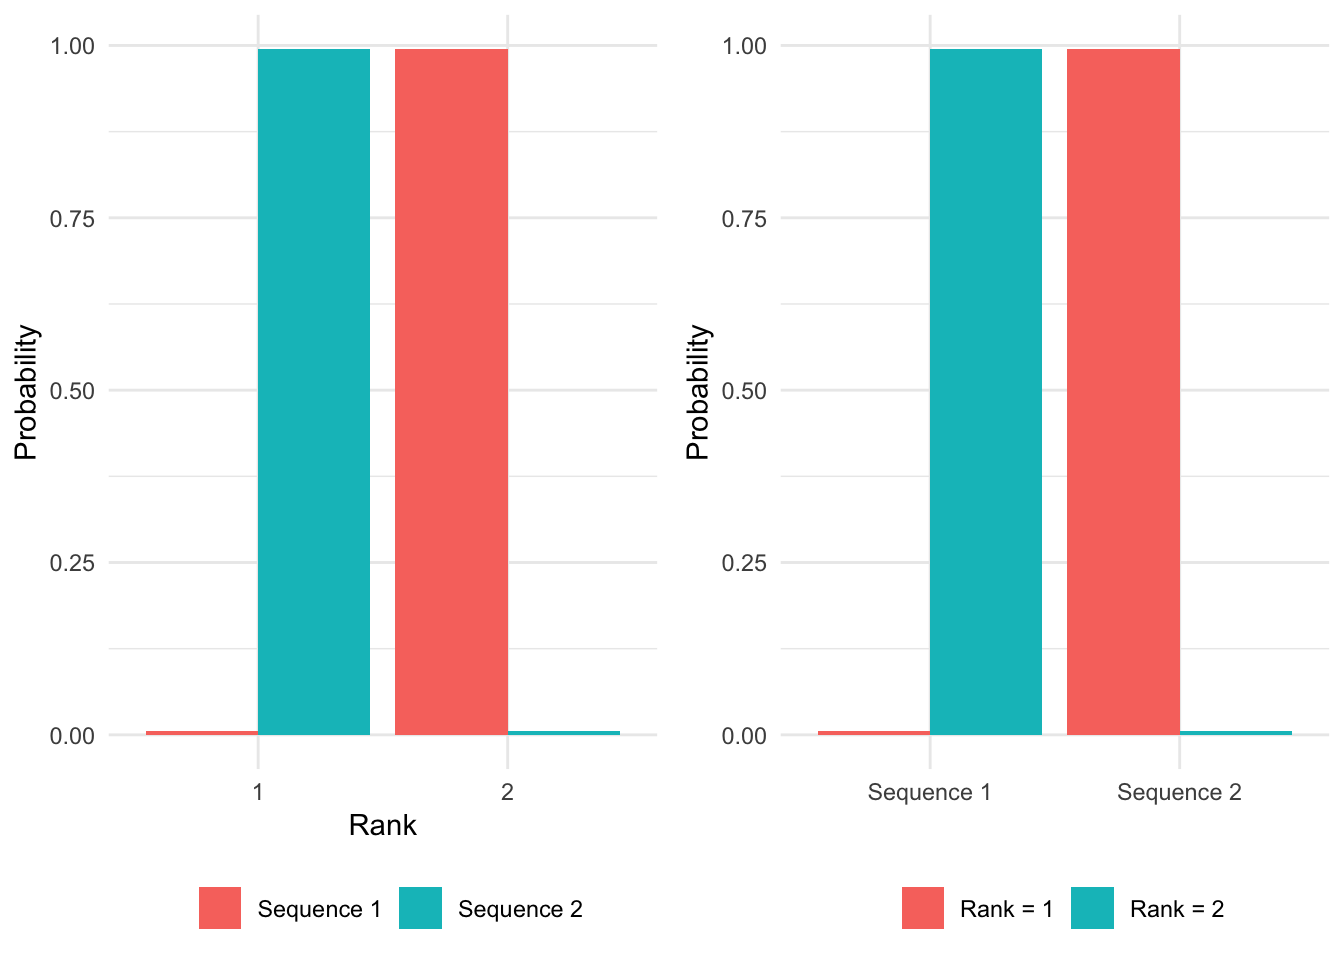 Probability
1.00
0.75
0.50
0.25
0.00
1 2
Rank
Sequence 1 Sequence 2
Probability
1.00
0.75
0.50
0.25
0.00
Sequence 1 Sequence 2
Rank = 1 Rank = 2